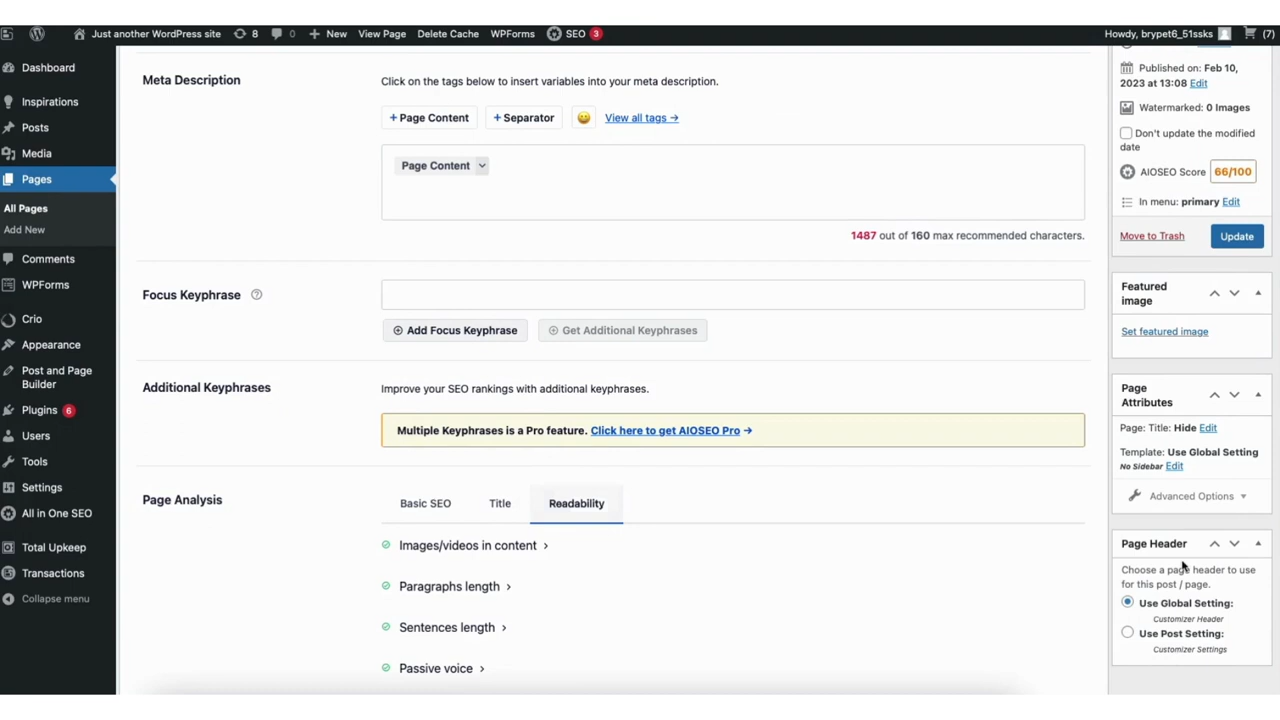 Just another WordPress site 8 0 New View Page Delete Cache WPForms SEO 3 Howdy, brypet6_51ssks (7)
Dashboard
Inspirations
Posts
Media
Pages
All Pages
Add New
Comments
WPForms
Crio
Appearance
Post and Page
Builder
Plugins 6
Users
Tools
Settings
All in One SEO
Total Upkeep
Transactions
Collapse menu
Meta Description
Click on the tags below to insert variables into your meta description.
+ Page Content + Separator View all tags →
Page Content
1487 out of 160 max recommended characters.
Focus Keyphrase
Add Focus Keyphrase Get Additional Keyphrases
Additional Keyphrases
Improve your SEO rankings with additional keyphrases.
Multiple Keyphrases is a Pro feature. Click here to get AIOSEO Pro →
Page Analysis
Basic SEO Title Readability
Images/videos in content
Paragraphs length
Sentences length
Passive voice
Published on: Feb 10,
2023 at 13:08 Edit
Watermarked: 0 Images
Don't update the modified
date
AIOSEO Score 66/100
In menu: primary Edit
Move to Trash Update
Featured
image
Set featured image
Page
Attributes
Page: Title: Hide Edit
Template: Use Global Setting
No Sidebar Edit
Advanced Options
Page Header
Choose a page header to use
for this post / page.
Use Global Setting:
Customizer Header
Use Post Setting:
Customizer Settings